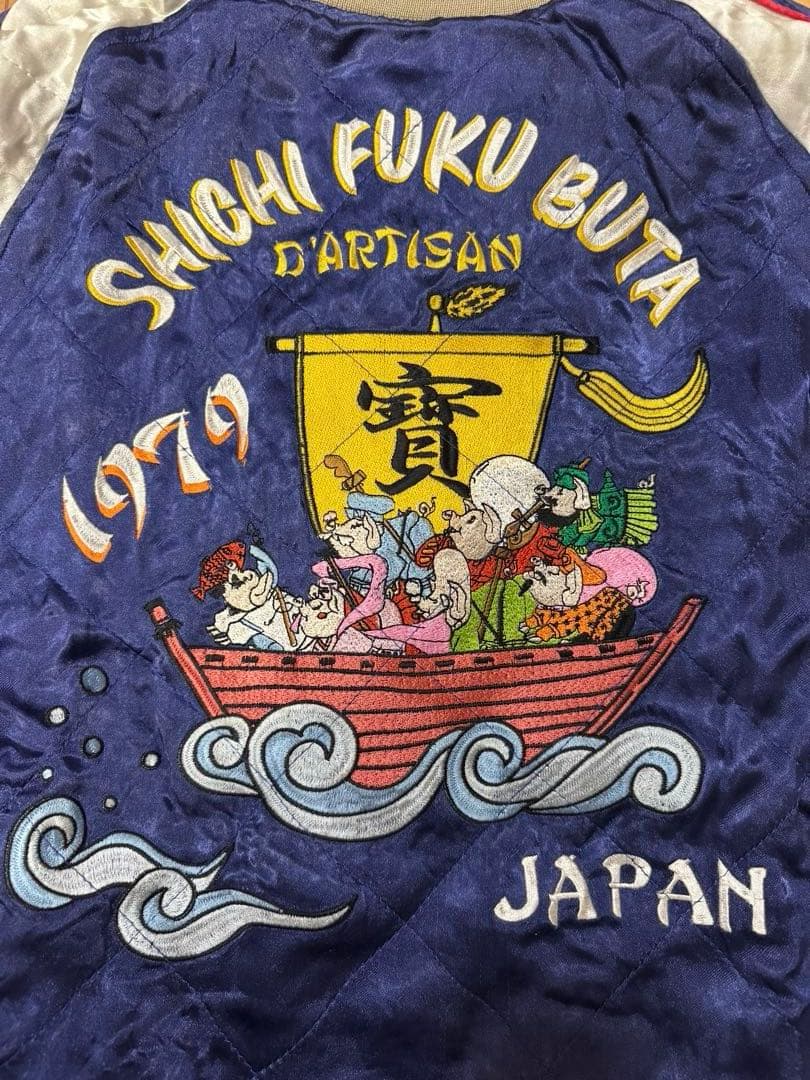 SHICHI FUKU BUTA
D'ARTISAN
寶
1979
JAPAN